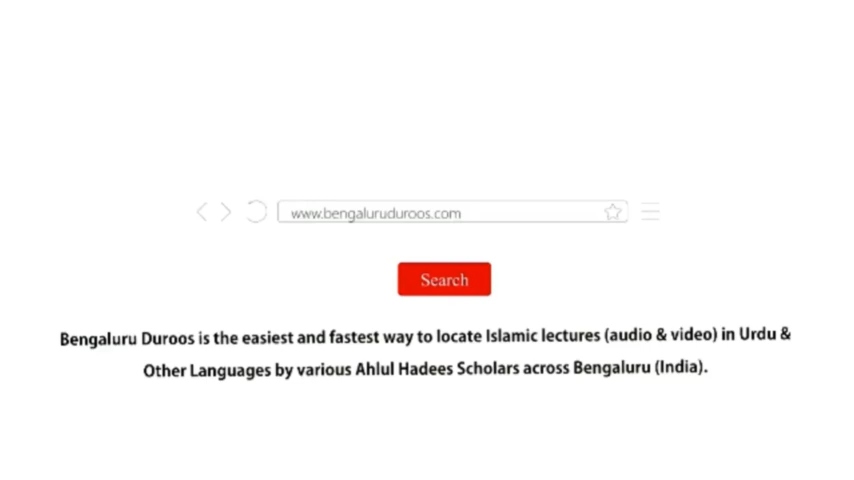 www.bengaluruduroos.com
Search
Bengaluru Duroos is the easiest and fastest way to locate Islamic lectures (audio & video) in Urdu &
Other Languages by various Ahlul Hadees Scholars across Bengaluru (India).